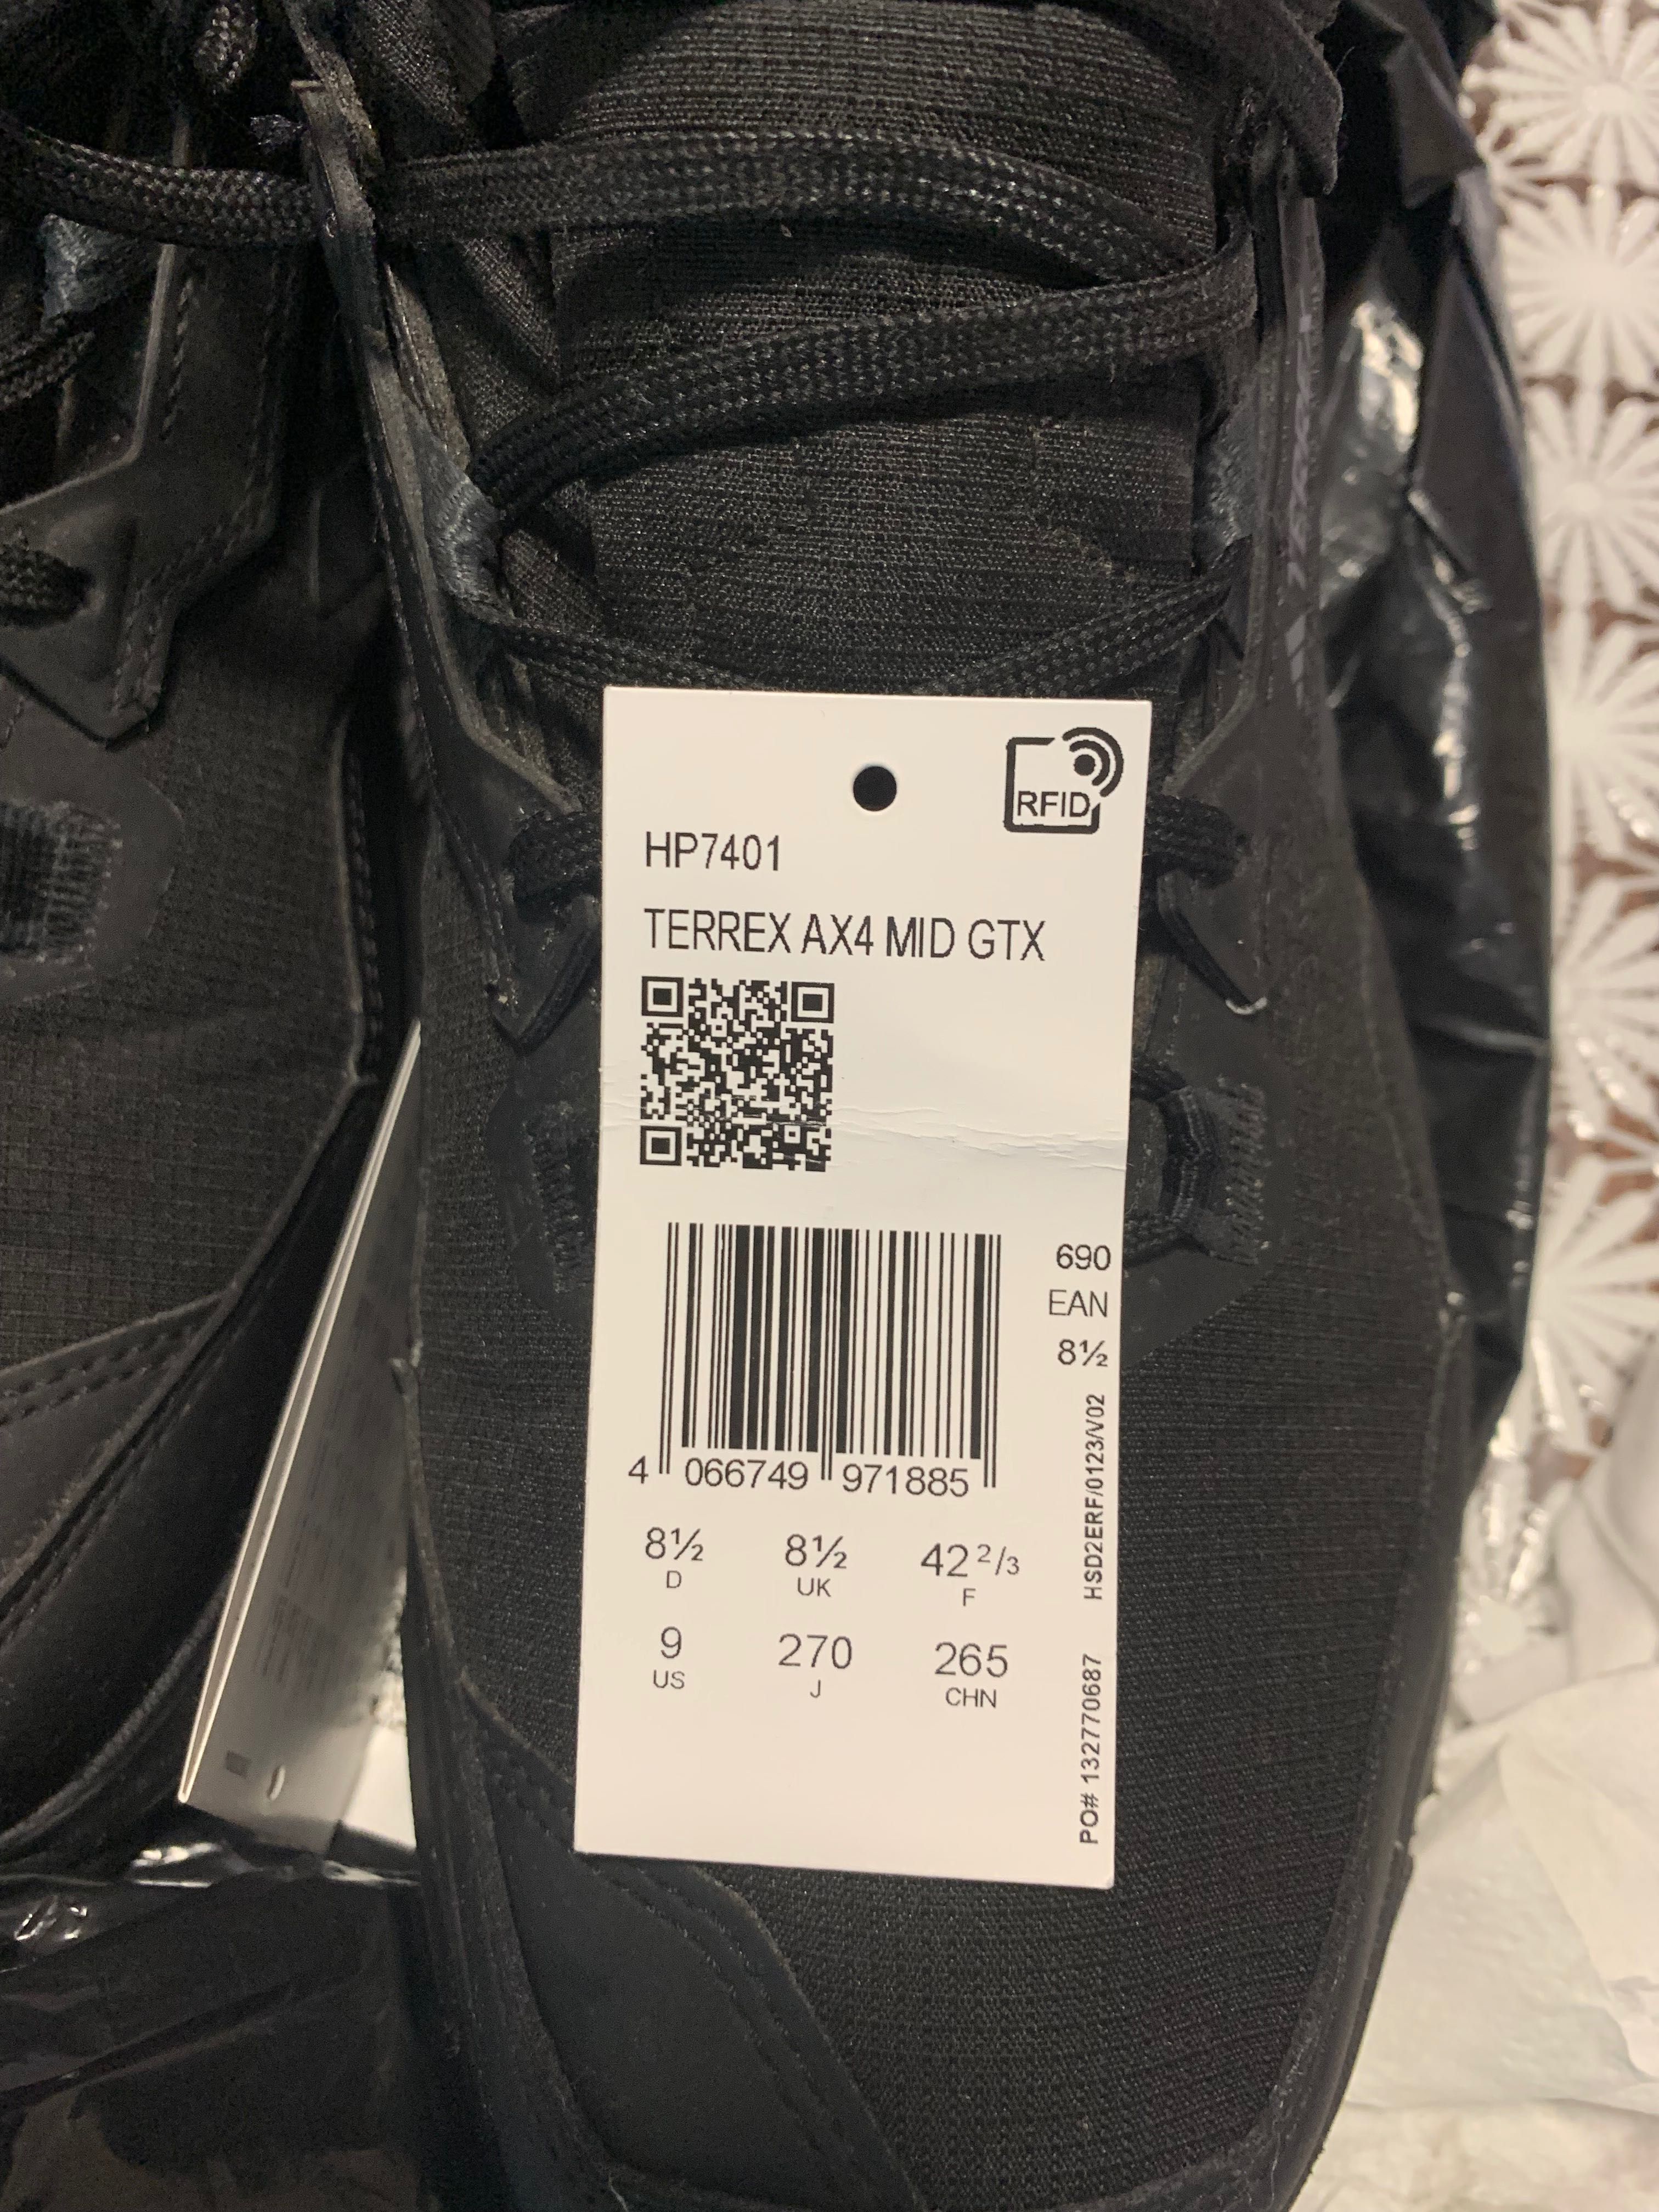 RFID
HP7401
TERREX AX4 MID GTX
690
EAN
8½
4 066749 971885
8½ 8½ 42 2/3
D UK F
9 270 265
US J CHN
HSD2ERF/0123/V02
PO# 132770687